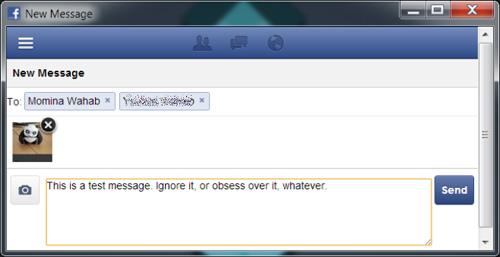 New Message
New Message
To: Momina Wahab
This is a test message. Ignore it, or obsess over it, whatever.
Send